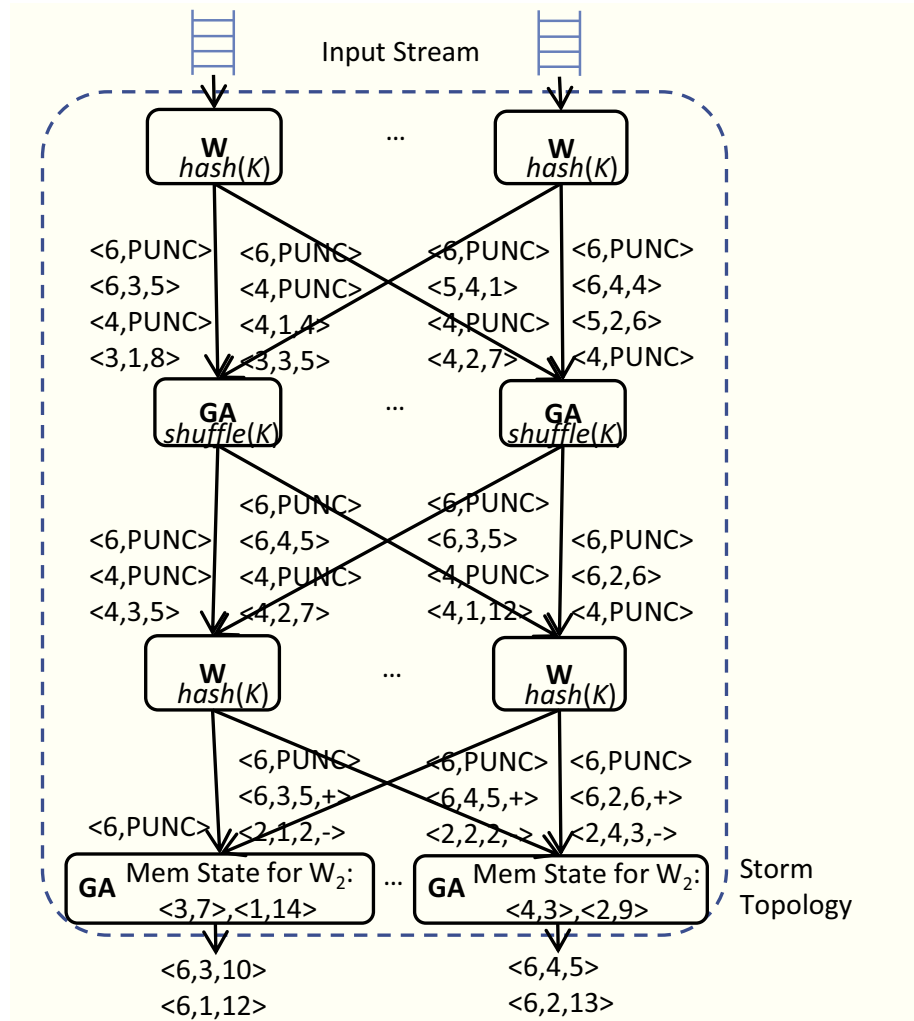 Input Stream
W
hash(K)
...
W
hash(K)
<6,PUNC>
<6,3,5>
<4,PUNC>
<3,1,8>
<6,PUNC>
<4,PUNC>
<4,1,4>
<3,3,5>
<6,PUNC>
<5,4,1>
<4,PUNC>
<4,2,7>
<6,PUNC>
<6,4,4>
<5,2,6>
<4,PUNC>
GA
shuffle(K)
...
GA
shuffle(K)
<6,PUNC>
<4,PUNC>
<4,3,5>
<6,PUNC>
<6,4,5>
<4,PUNC>
<4,2,7>
<6,PUNC>
<6,3,5>
<4,PUNC>
<4,1,12>
<6,PUNC>
<6,2,6>
<4,PUNC>
W
hash(K)
...
W
hash(K)
<6,PUNC>
<6,PUNC>
<6,3,5,+>
<2,1,2,->
<6,PUNC>
<6,4,5,+>
<2,2,2,->
<6,PUNC>
<6,2,6,+>
<2,4,3,->
GA Mem State for W2:
<3,7>,<1,14>
...
GA Mem State for W2:
<4,3>,<2,9>
Storm
Topology
<6,3,10>
<6,1,12>
<6,4,5>
<6,2,13>